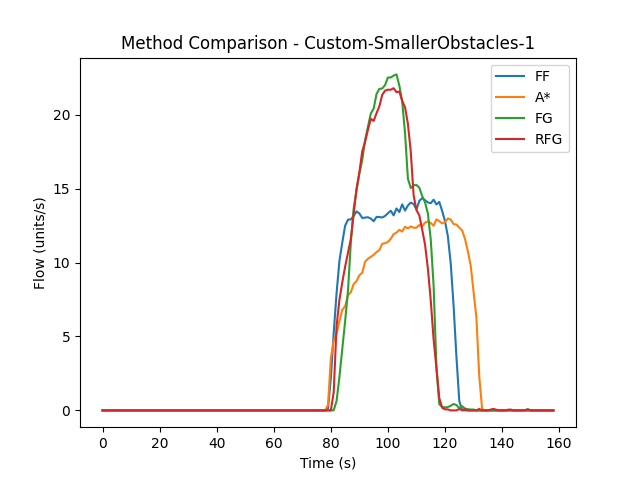 Method Comparison - Custom-SmallerObstacles-1
FF
A*
FG
RFG
Flow (units/s)
20
15
10
5
0
0 20 40 60 80 100 120 140 160
Time (s)